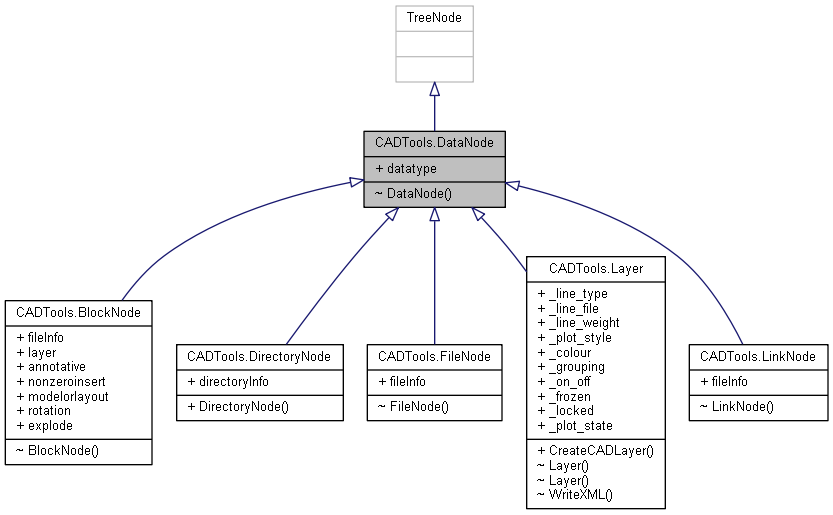 TreeNode
CADTools.DataNode
+ datatype
~ DataNode()
CADTools.BlockNode
+ fileInfo
+ layer
+ annotative
+ nonzeroinsert
+ modelorlayout
+ rotation
+ explode
~ BlockNode()
CADTools.DirectoryNode
+ directoryInfo
+ DirectoryNode()
CADTools.FileNode
+ fileInfo
~ FileNode()
CADTools.Layer
+ _line_type
+ _line_file
+ _line_weight
+ _plot_style
+ _colour
+ _grouping
+ _on_off
+ _frozen
+ _locked
+ _plot_state
+ CreateCADLayer()
~ Layer()
~ Layer()
~ WriteXML()
CADTools.LinkNode
+ fileInfo
~ LinkNode()